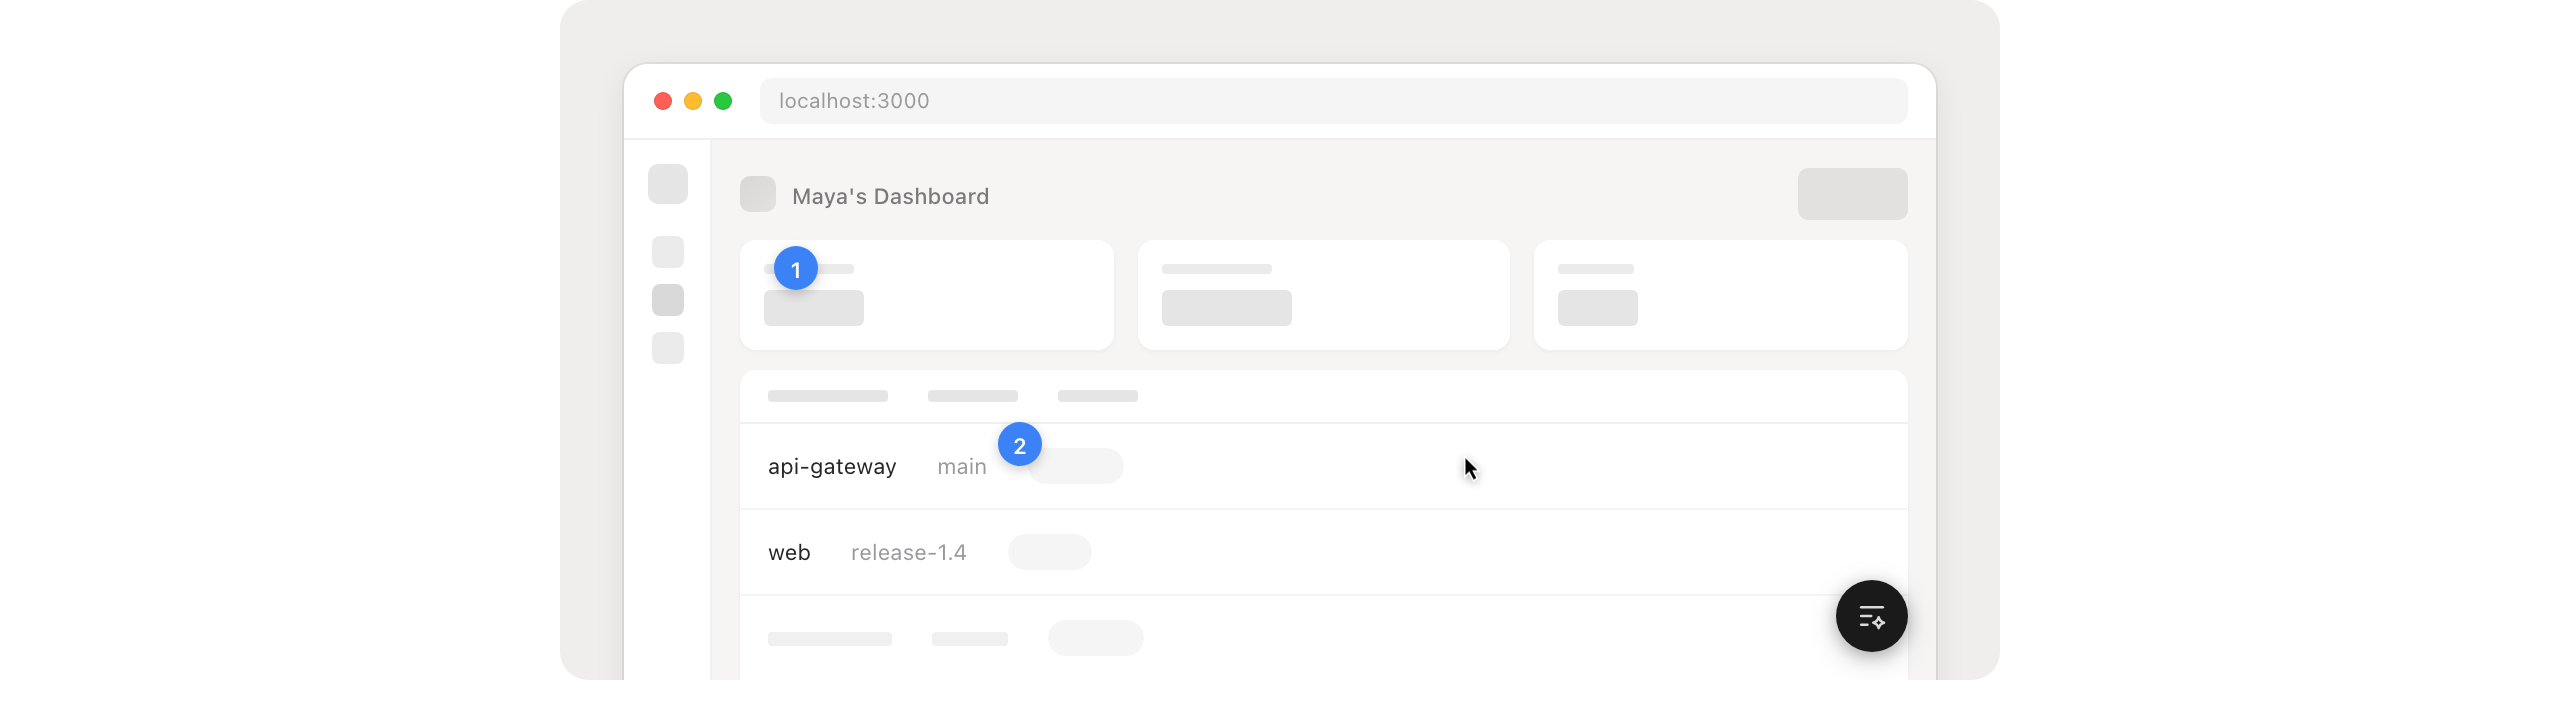 localhost:3000
Maya's Dashboard
1
2
api-gateway main
web release-1.4